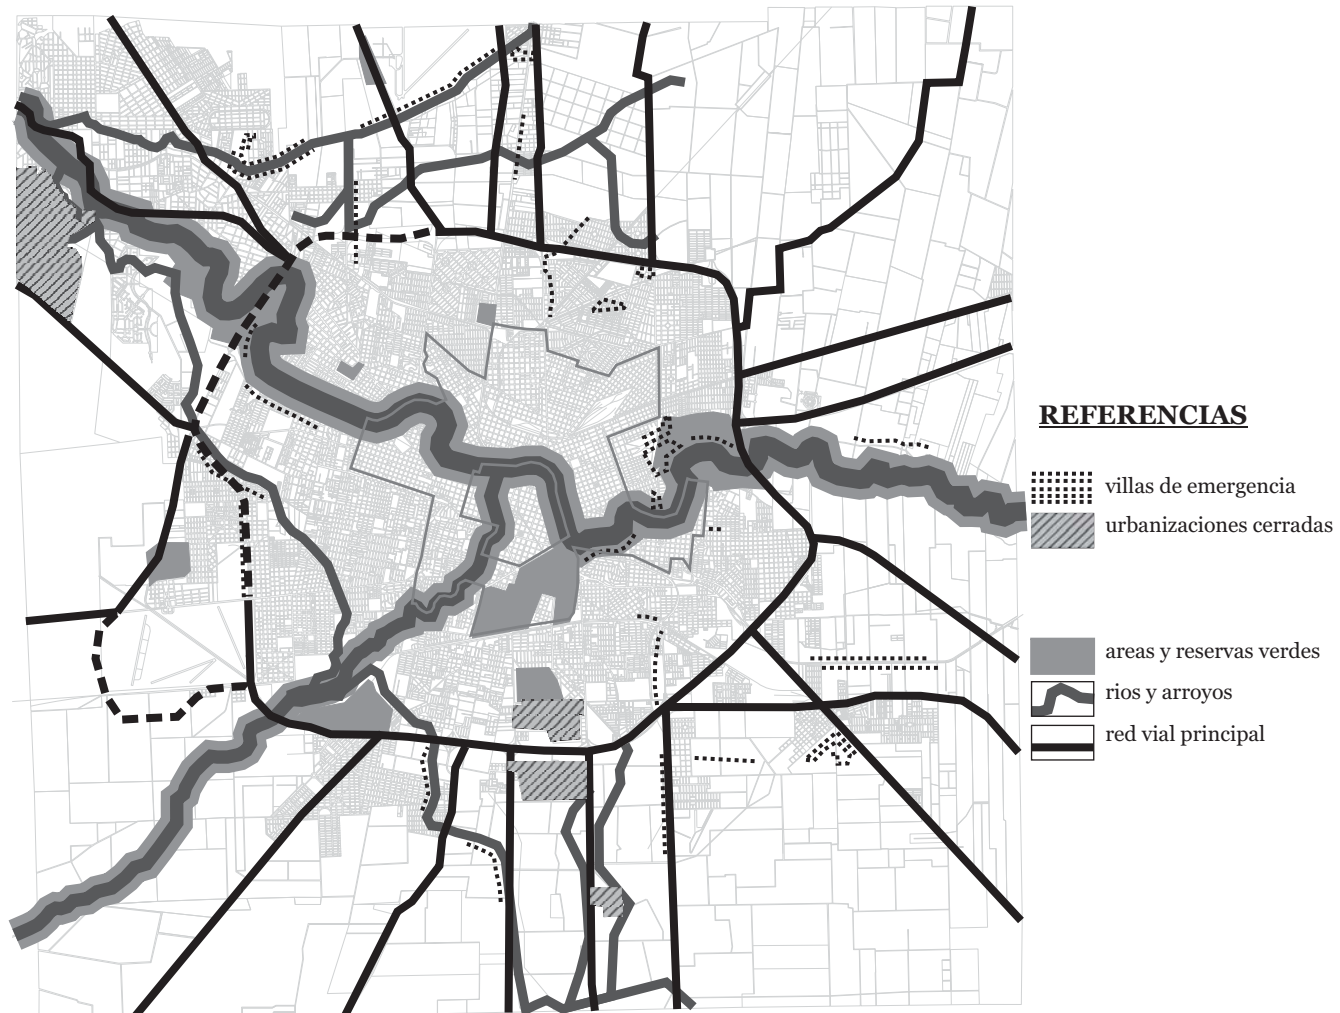 REFERENCIAS
villas de emergencia
urbanizaciones cerradas
areas y reservas verdes
rios y arroyos
red vial principal